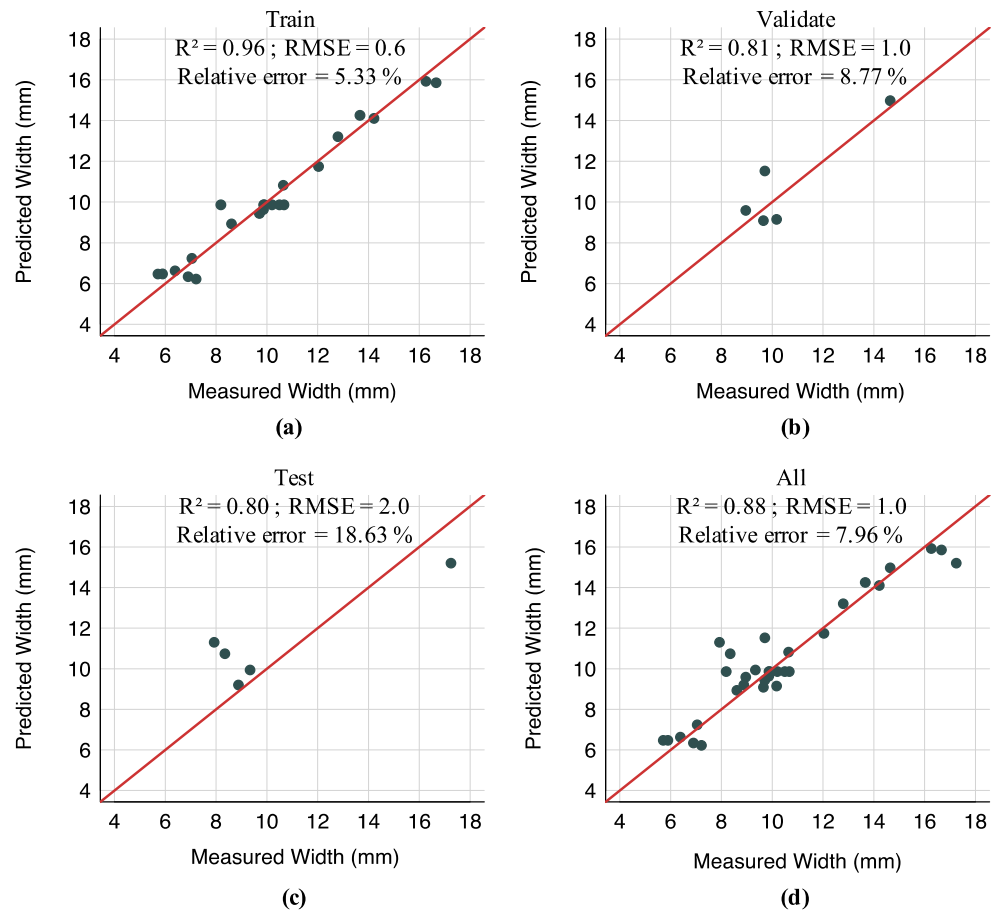 Train
R² = 0.96 ; RMSE = 0.6
Relative error = 5.33 %
Predicted Width (mm)
18
16
14
12
10
8
6
4
4 6 8 10 12 14 16 18
Measured Width (mm)
(a)
Validate
R² = 0.81 ; RMSE = 1.0
Relative error = 8.77 %
Predicted Width (mm)
18
16
14
12
10
8
6
4
4 6 8 10 12 14 16 18
Measured Width (mm)
(b)
Test
R² = 0.80 ; RMSE = 2.0
Relative error = 18.63 %
Predicted Width (mm)
18
16
14
12
10
8
6
4
4 6 8 10 12 14 16 18
Measured Width (mm)
(c)
All
R² = 0.88 ; RMSE = 1.0
Relative error = 7.96 %
Predicted Width (mm)
18
16
14
12
10
8
6
4
4 6 8 10 12 14 16 18
Measured Width (mm)
(d)